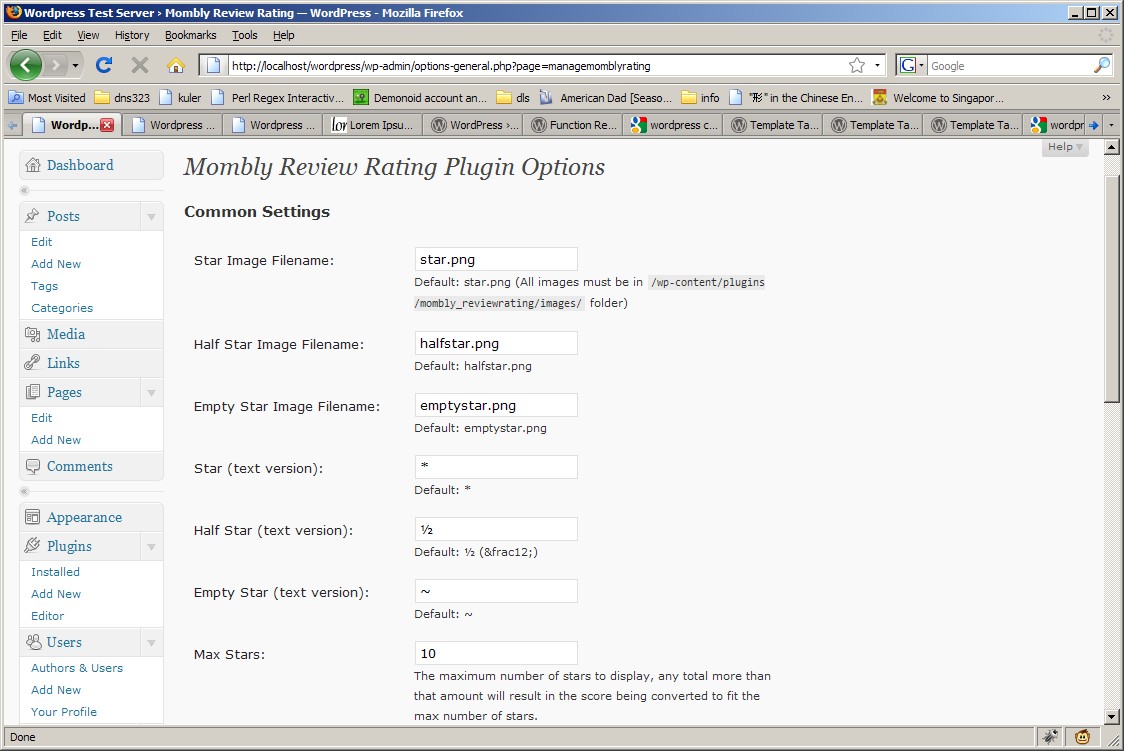 Wordpress Test Server › Mombly Review Rating — WordPress - Mozilla Firefox
File Edit View History Bookmarks Tools Help
http://localhost/wordpress/wp-admin/options-general.php?page=managemomblyrating
G Google
Most Visited dns323 kuler Perl Regex Interactiv... Demonoid account an... dls American Dad [Seaso... info in the Chinese En... Welcome to Singapor... »
Wordp... Wordpress ... Wordpress ... lor Lorem Ipsu... WordPress ›... Function Re... wordpress c... Template Ta... Template Ta... Template Ta... wordpr
Help
Dashboard
Posts
Edit
Add New
Tags
Categories
Media
Links
Pages
Edit
Add New
Comments
Appearance
Plugins
Installed
Add New
Editor
Users
Authors & Users
Add New
Your Profile
Mombly Review Rating Plugin Options
Common Settings
Star Image Filename: star.png
Default: star.png (All images must be in /wp-content/plugins
/mombly_reviewrating/images/ folder)
Half Star Image Filename: halfstar.png
Default: halfstar.png
Empty Star Image Filename: emptystar.png
Default: emptystar.png
Star (text version): *
Default: *
Half Star (text version): ½
Default: ½ (&frac12;)
Empty Star (text version): ~
Default: ~
Max Stars: 10
The maximum number of stars to display, any total more than
that amount will result in the score being converted to fit the
max number of stars.
Done